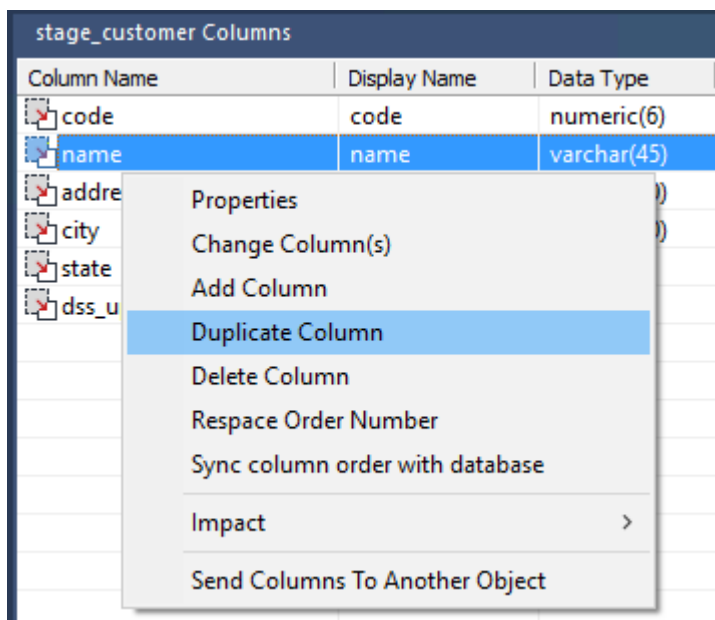 stage_customer Columns
Column Name Display Name Data Type
code code numeric(6)
name name varchar(45)
addre )
city )
state
dss_u
Properties
Change Column(s)
Add Column
Duplicate Column
Delete Column
Respace Order Number
Sync column order with database
Impact >
Send Columns To Another Object